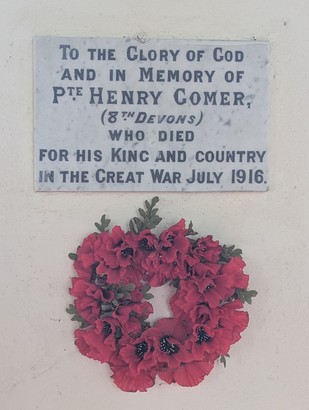 To the Glory of God
and in Memory of
Pte Henry Comer,
(8th Devons)
who died
for his King and country
in the Great War July 1916.